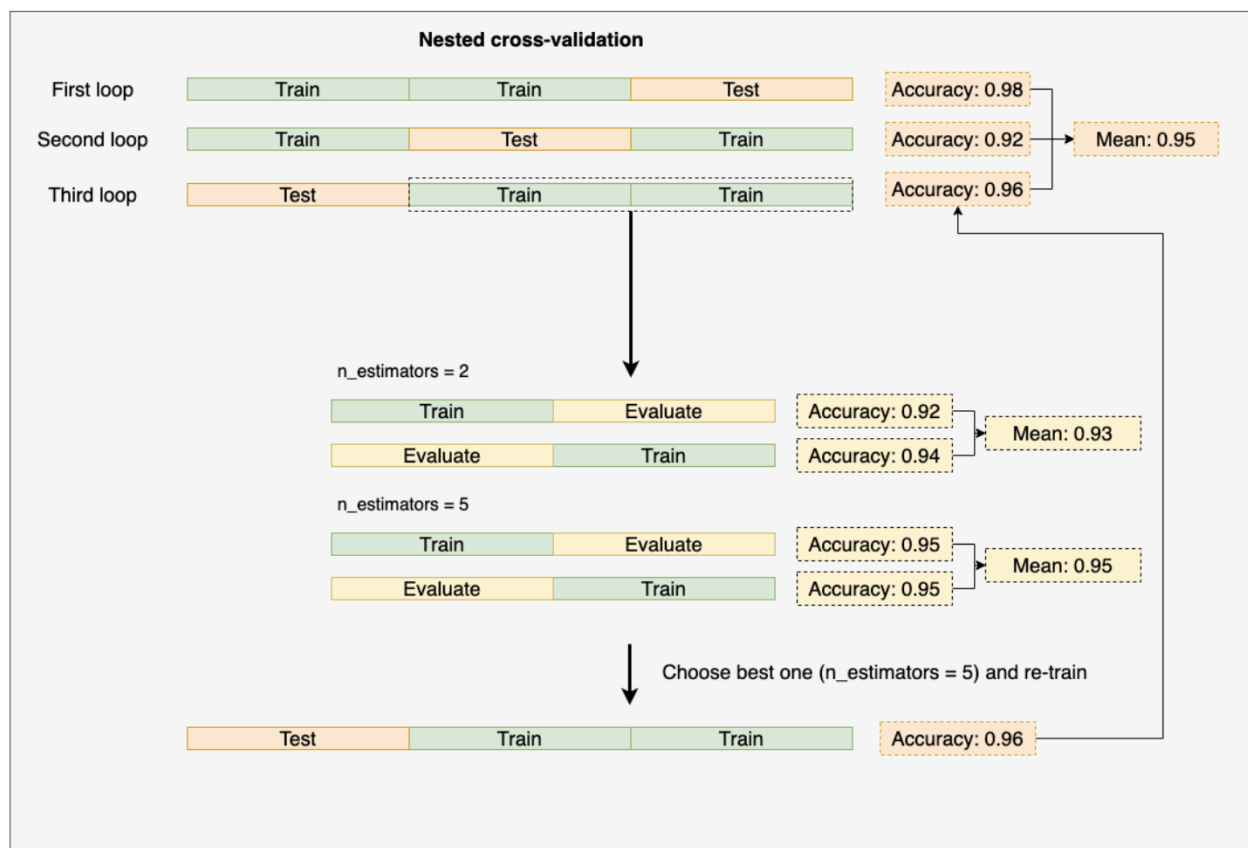 Nested cross-validation
First loop
Train
Train
Test
Accuracy: 0.98
Second loop
Train
Test
Train
Accuracy: 0.92
Mean: 0.95
Third loop
Test
Train
Train
Accuracy: 0.96
n_estimators = 2
Train
Evaluate
Accuracy: 0.92
Mean: 0.93
Evaluate
Train
Accuracy: 0.94
n_estimators = 5
Train
Evaluate
Accuracy: 0.95
Mean: 0.95
Evaluate
Train
Accuracy: 0.95
Choose best one (n_estimators = 5) and re-train
Test
Train
Train
Accuracy: 0.96